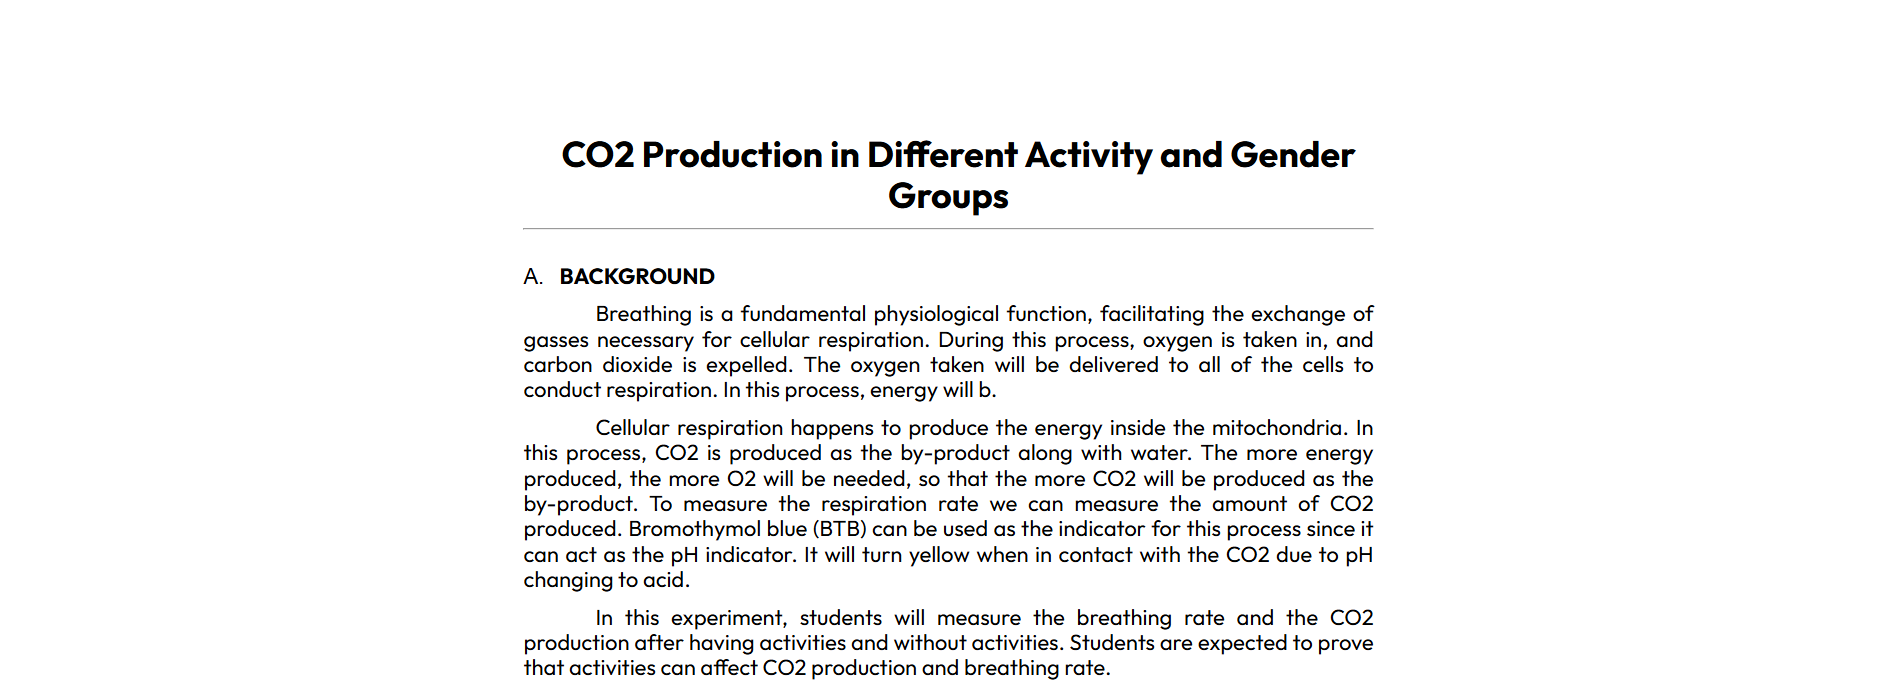 CO2 Production in Different Activity and Gender
Groups
A. BACKGROUND
Breathing is a fundamental physiological function, facilitating the exchange of
gasses necessary for cellular respiration. During this process, oxygen is taken in, and
carbon dioxide is expelled. The oxygen taken will be delivered to all of the cells to
conduct respiration. In this process, energy will b.
Cellular respiration happens to produce the energy inside the mitochondria. In
this process, CO2 is produced as the by-product along with water. The more energy
produced, the more O2 will be needed, so that the more CO2 will be produced as the
by-product. To measure the respiration rate we can measure the amount of CO2
produced. Bromothymol blue (BTB) can be used as the indicator for this process since it
can act as the pH indicator. It will turn yellow when in contact with the CO2 due to pH
changing to acid.
In this experiment, students will measure the breathing rate and the CO2
production after having activities and without activities. Students are expected to prove
that activities can affect CO2 production and breathing rate.